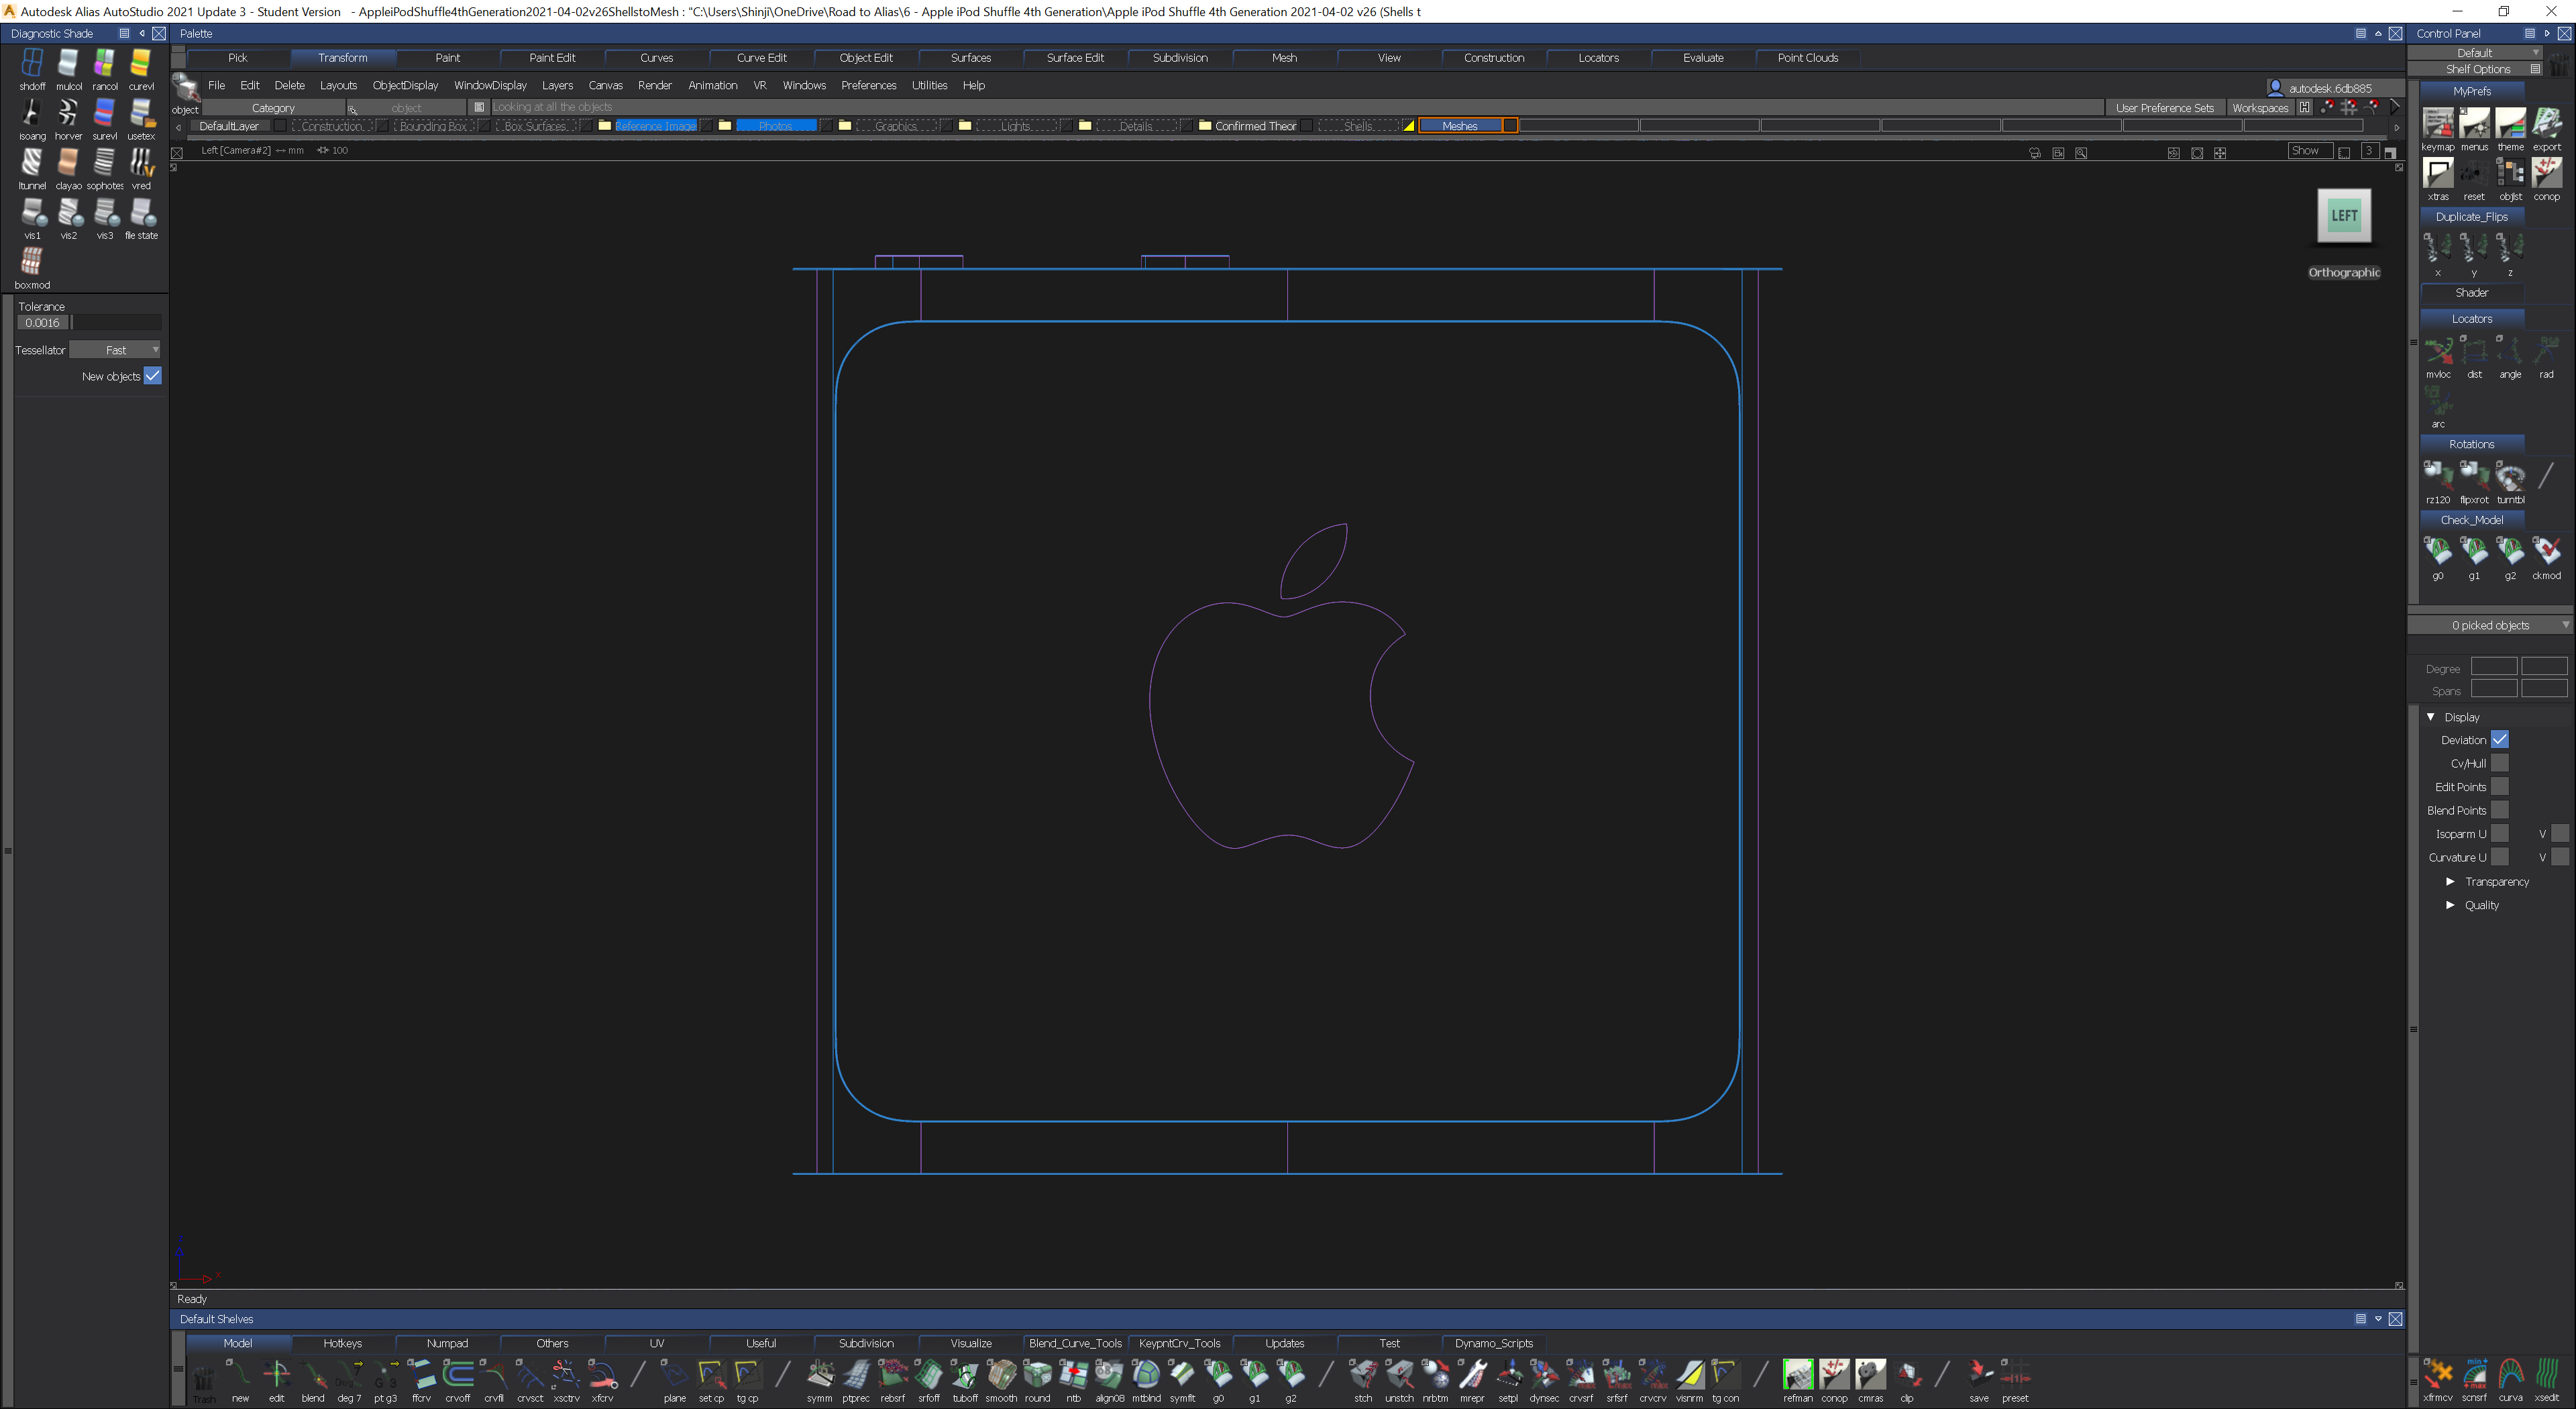 Autodesk Alias AutoStudio 2021 Update 3 - Student Version - AppleiPodShuffle4thGeneration2021-04-02v26ShellstoMesh : "C:\Users\Shinji\OneDrive\Road to Alias\6 - Apple iPod Shuffle 4th Generation\Apple iPod Shuffle 4th Generation 2021-04-02 v26 (Shells t
Diagnostic Shade
Palette
Control Panel
Pick Transform Paint Paint Edit Curves Curve Edit Object Edit Surfaces Surface Edit Subdivision Mesh View Construction Locators Evaluate Point Clouds
Default
Shelf Options
File Edit Delete Layouts ObjectDisplay WindowDisplay Layers Canvas Render Animation VR Windows Preferences Utilities Help
autodesk.6db885
object Category object Looking at all the objects User Preference Sets Workspaces
DefaultLayer Construction Bounding Box Box Surfaces Reference Image Photos Graphics Lights Details Confirmed Theor Shells Meshes
Left [Camera#2] mm 100 Show 3
shdoff mulcol rancol curevl
isoang horver surevl usetex
ltunnel clayao sophotes vred
vis1 vis2 vis3 file state
boxmod
Tolerance
0.0016
Tessellator Fast
New objects
LEFT
Orthographic
X
MyPrefs
keymap menus theme export
xtras reset objlst conop
Duplicate_Flips
x y z
Shader
Locators
mvloc dist angle rad
arc
Rotations
rz120 flipxrot turntbl
Check_Model
g0 g1 g2 ckmod
0 picked objects
Degree
Spans
Display
Deviation
Cv/Hull
Edit Points
Blend Points
Isoparm U V
Curvature U V
Transparency
Quality
Ready
Default Shelves
Model Hotkeys Numpad Others UV Useful Subdivision Visualize Blend_Curve_Tools KeypntCrv_Tools Updates Test Dynamo_Scripts
Trash new edit blend deg 7 pt g3 ffcrv crvoff crvfil crvsct xsctrv xfcrv plane set cp tg cp symm ptprec rebsrf srfoff tuboff smooth round ntb align08 mtblnd symflt g0 g1 g2 stch unstch nrbtm mrepr setpl dynsec crvsrf srfsrf crvcrv visnrm tg con refman conop cmras clip save preset
xfrmcv scnsrf curva xsedit